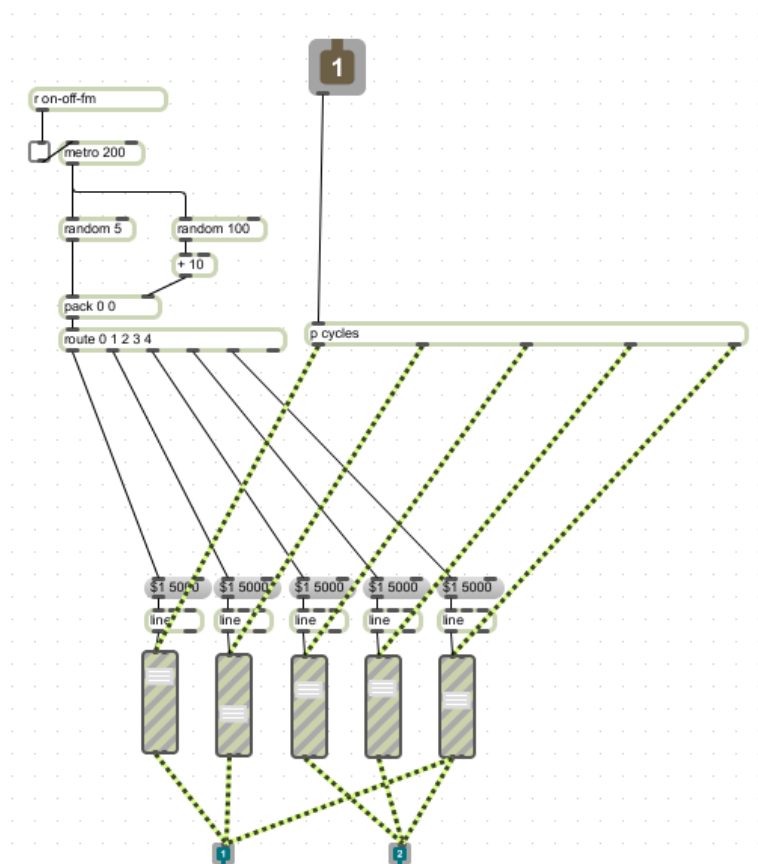 1
r on-off-fm
metro 200
random 5
random 100
+ 10
pack 0 0
route 0 1 2 3 4
p cycles
$1 5000
$1 5000
$1 5000
$1 5000
$1 5000
line
line
line
line
line
1
2